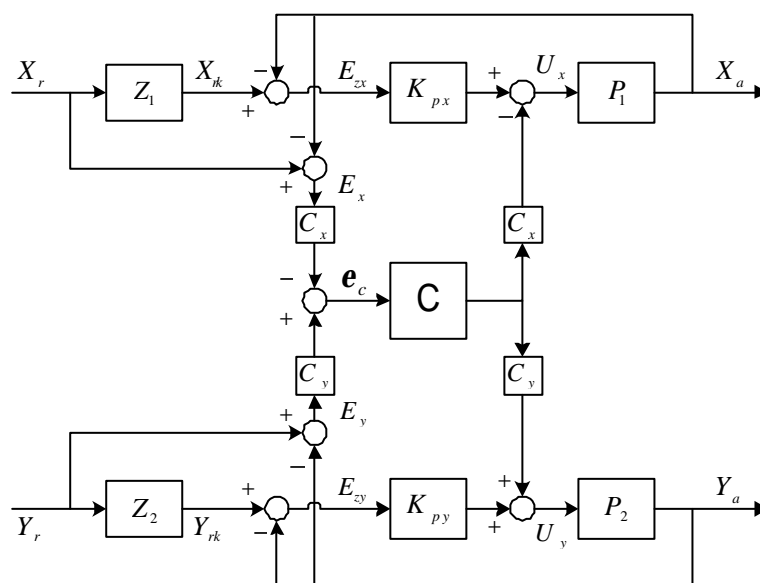 X_r Z_1 X_rk − + E_zx K_px + − U_x P_1 X_a
− + E_x
C_x C_x
− + e_c C
C_y C_y
+ − E_y
Y_r Z_2 Y_rk + − E_zy K_py + + U_y P_2 Y_a